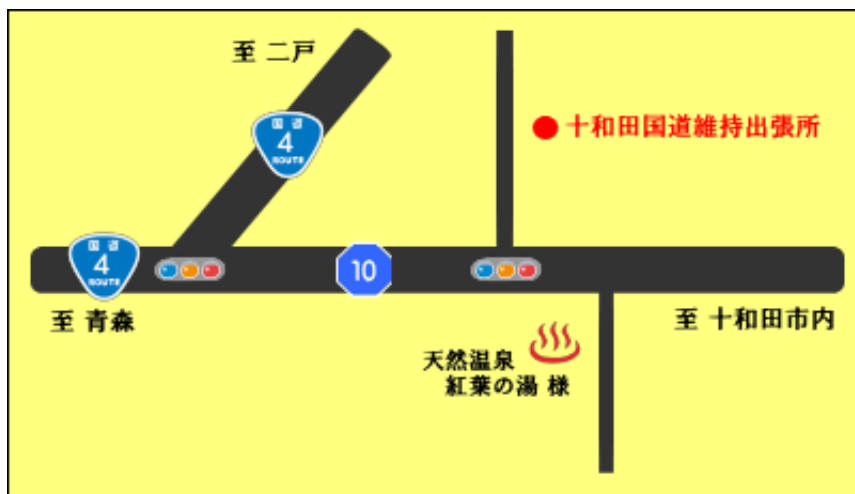 至 二戸
国道
4
ROUTE
十和田国道維持出張所
国道
4
ROUTE
10
至 青森
至 十和田市内
天然温泉
紅葉の湯 様